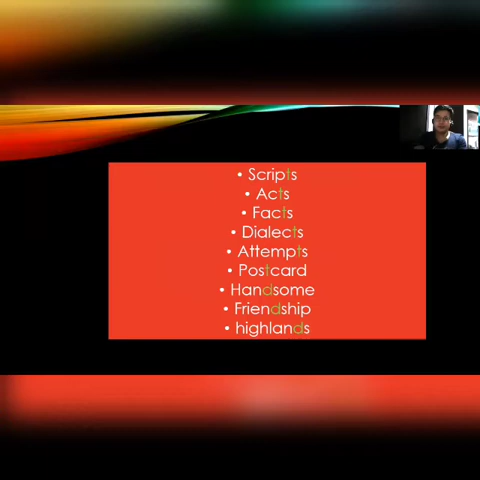 • Scripts
• Acts
• Facts
• Dialects
• Attempts
• Postcard
• Handsome
• Friendship
• highlands